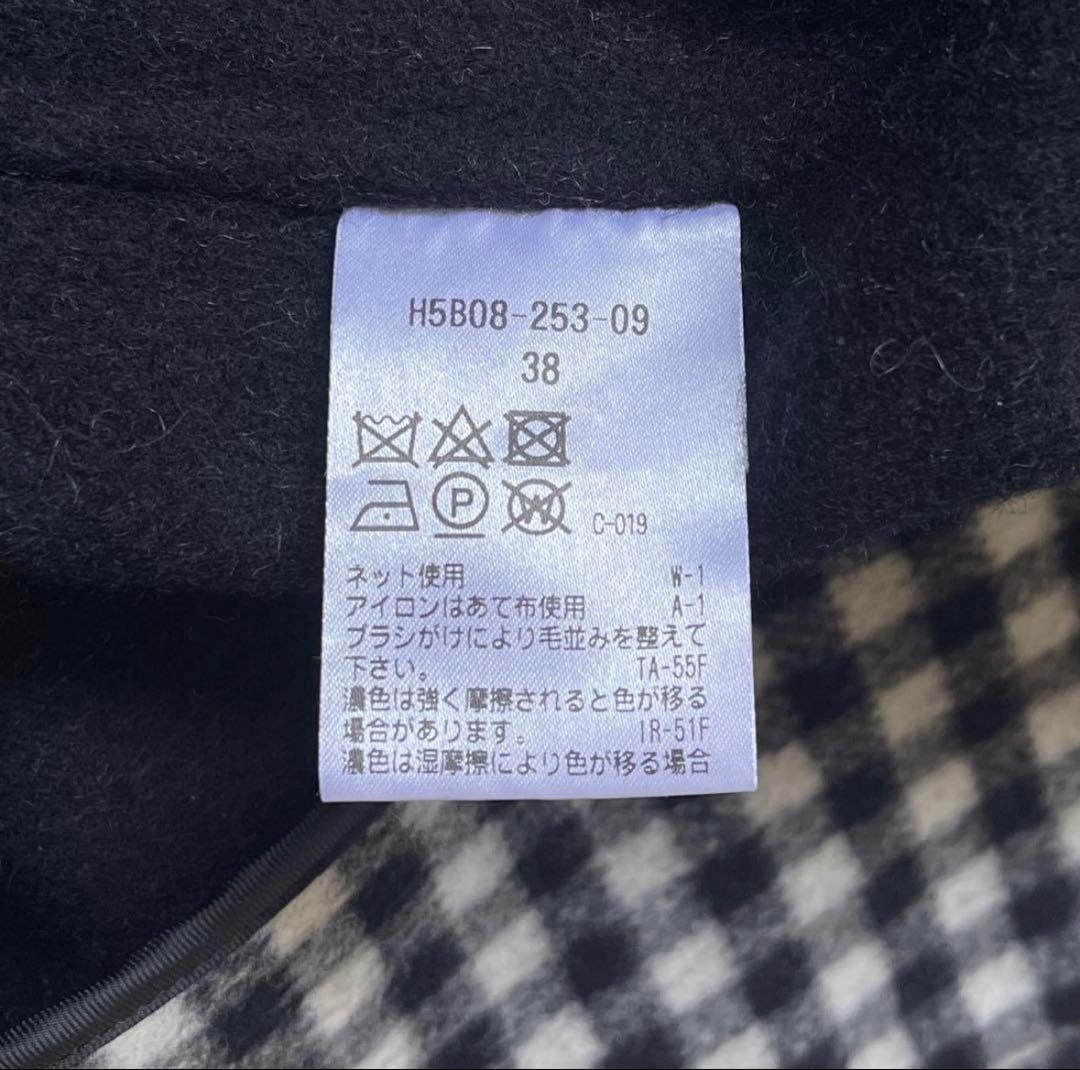 H5B08-253-09
38
P W C-019
ネット使用 W-1
アイロンはあて布使用 A-1
ブラシがけにより毛並みを整えて
下さい。 TA-55F
濃色は強く摩擦されると色が移る
場合があります。 IR-51F
濃色は湿摩擦により色が移る場合